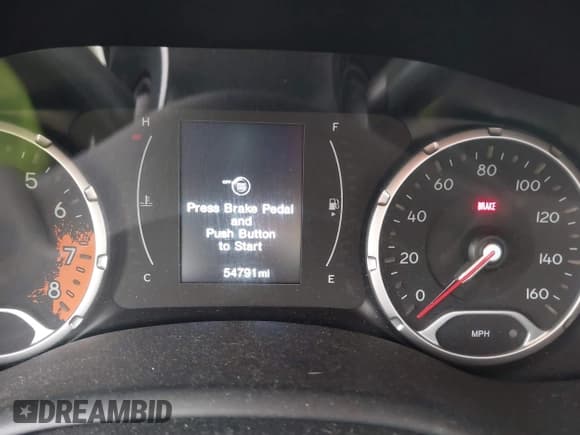 H
F
5
6
7
8
C
E
OFF
Press Brake Pedal
and
Push Button
to Start
54791mi
0
20
40
60
80
100
120
140
160
BRAKE
MPH
DREAMBID